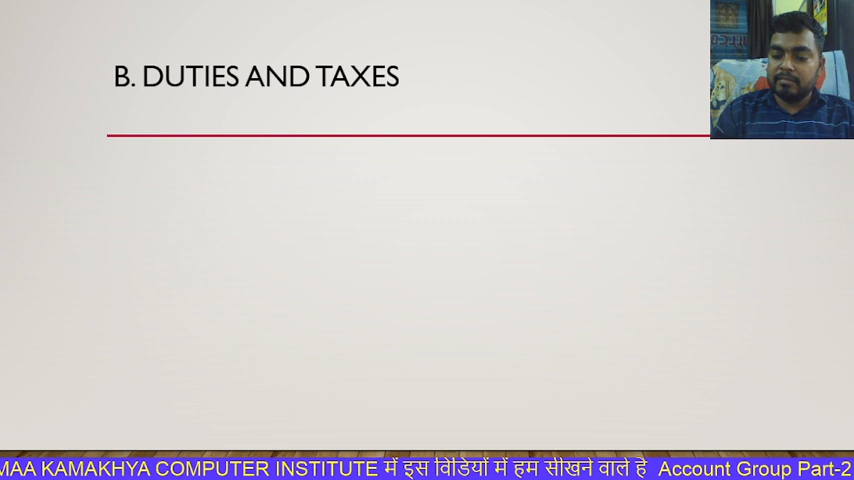 B. DUTIES AND TAXES
MAA KAMAKHYA COMPUTER INSTITUTE में इस विडियों में हम सीखने वाले है Account Group Part-2